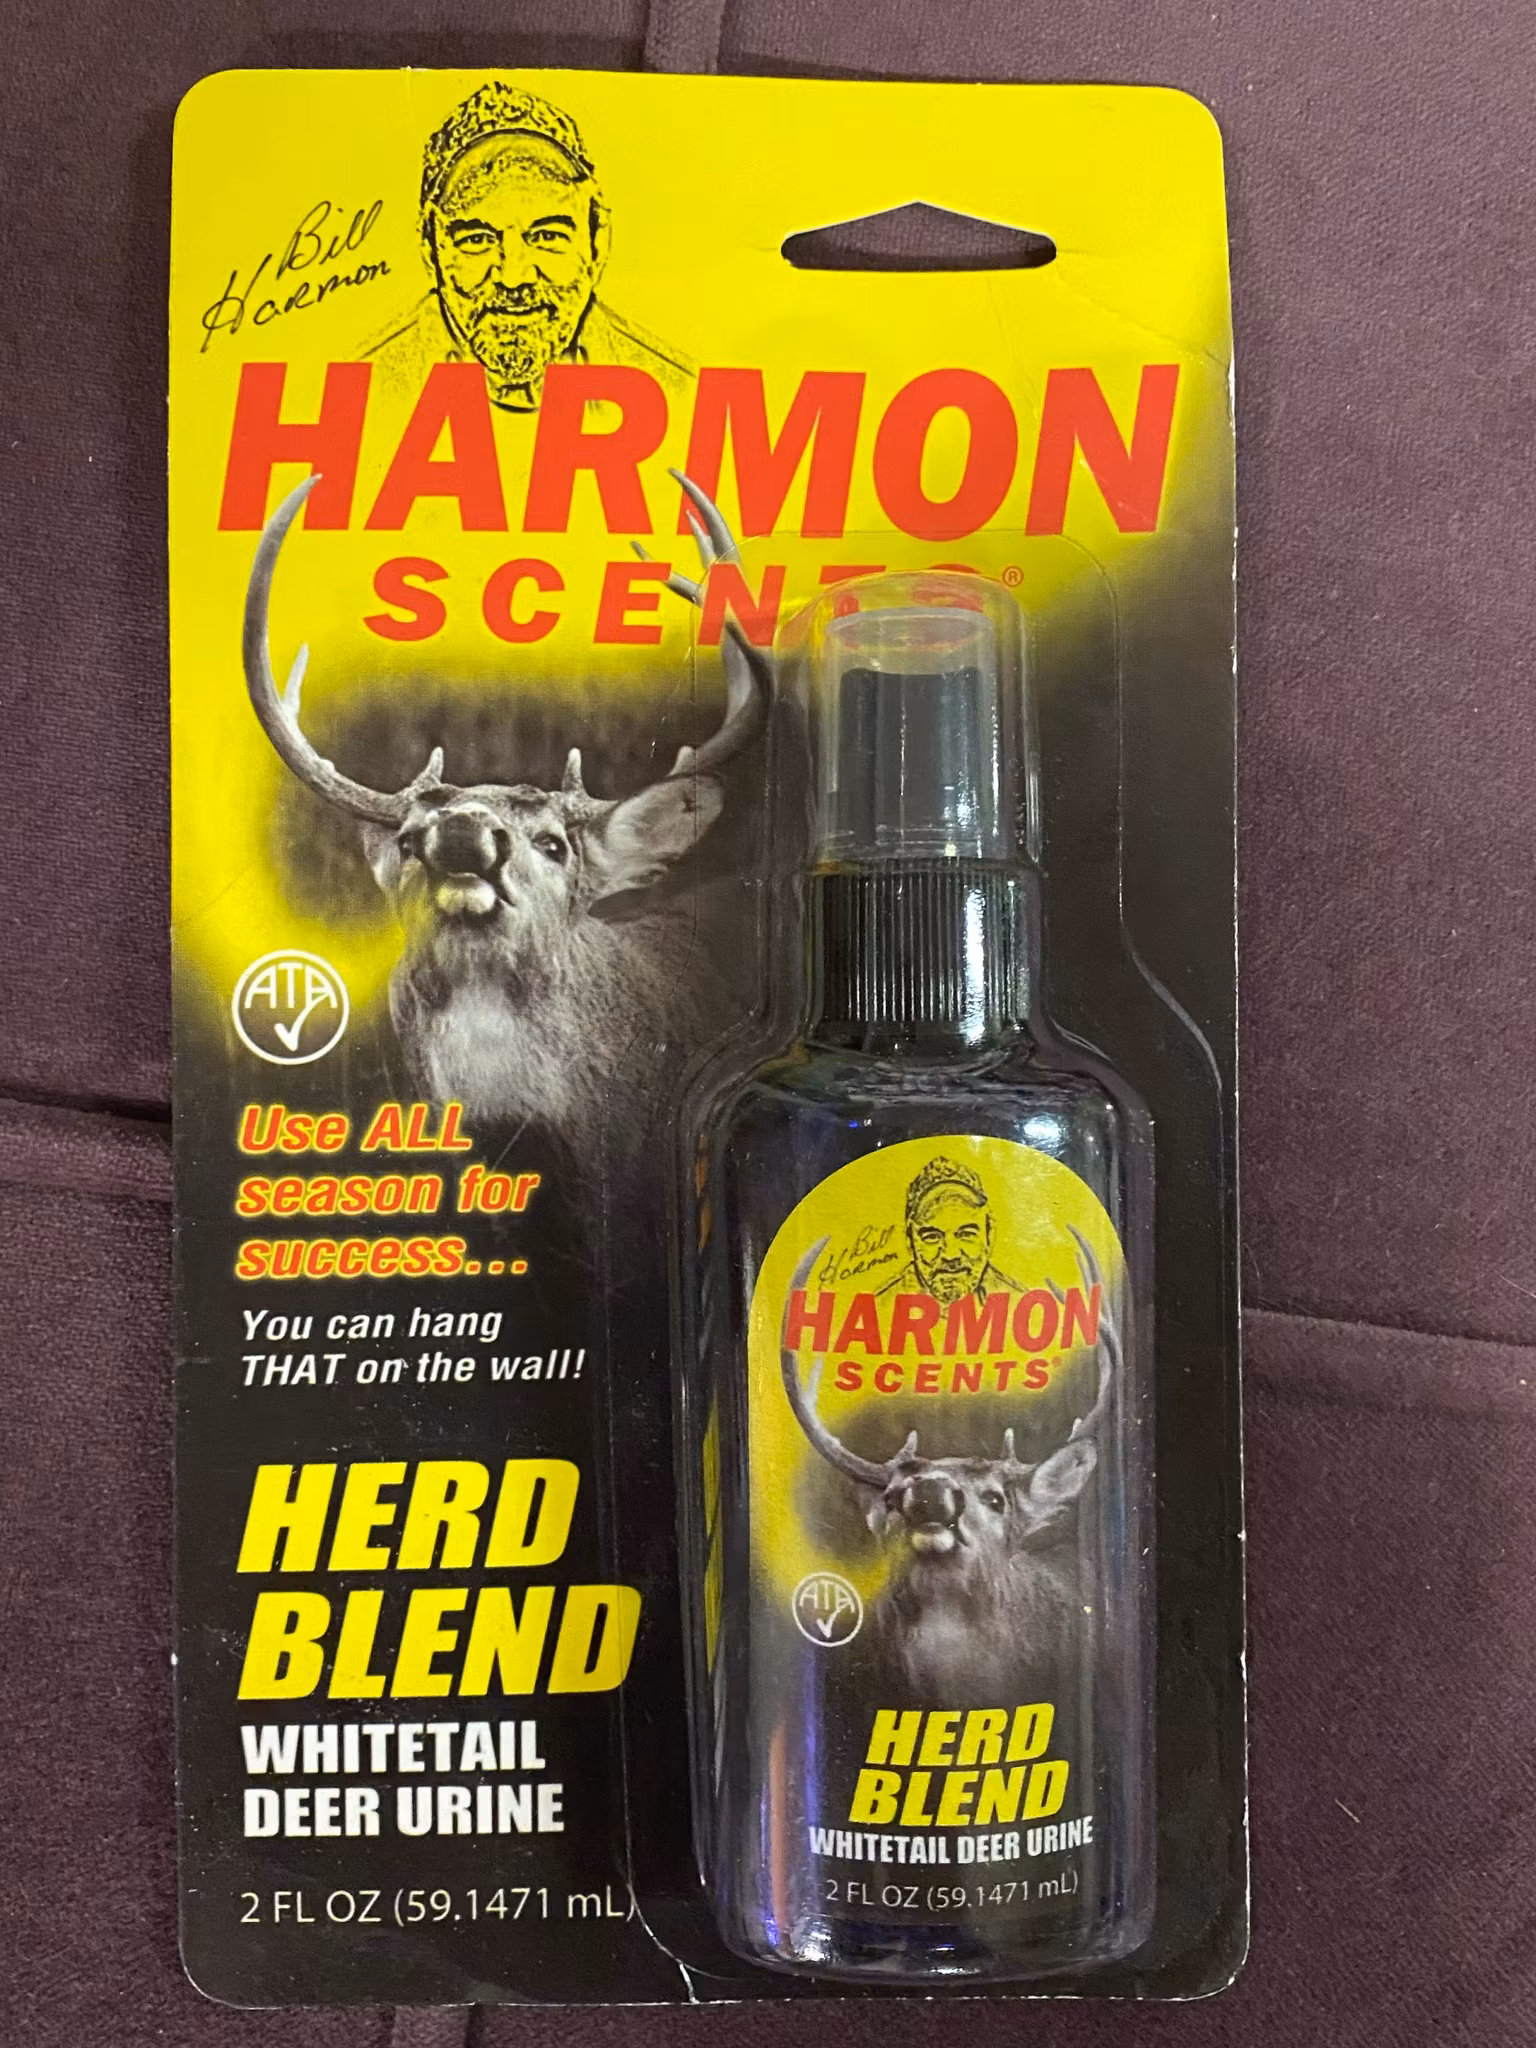 Bill
Harmon
HARMON
SCENTS®
ATA
Use ALL
season for
success...
You can hang
THAT on the wall!
HERD
BLEND
WHITETAIL
DEER URINE
2 FL OZ (59.1471 mL)
Bill
Harmon
HARMON
SCENTS®
ATA
HERD
BLEND
WHITETAIL DEER URINE
2 FL OZ (59.1471 mL)